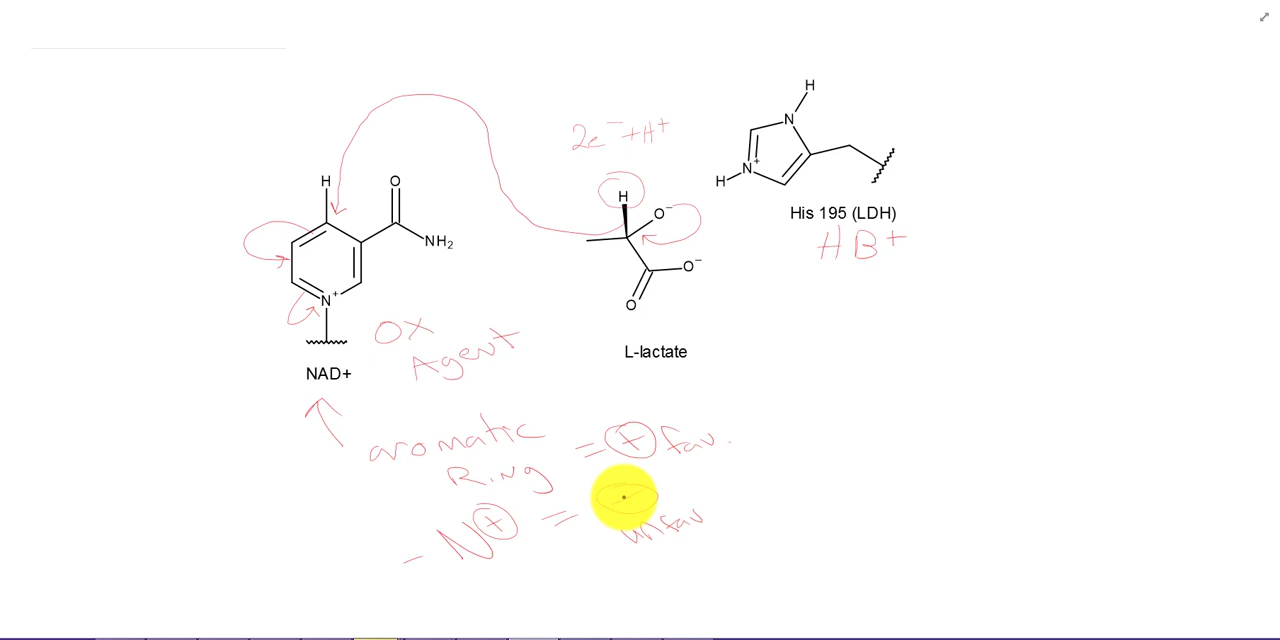 H
2e⁻ + H⁺
H
H
O
N
N⁺
H
O⁻
His 195 (LDH)
HB+
NH₂
O⁻
N⁺
O
OX
Agent
L-lactate
NAD+
aromatic = + fav.
Ring
- N+ = -
unfav